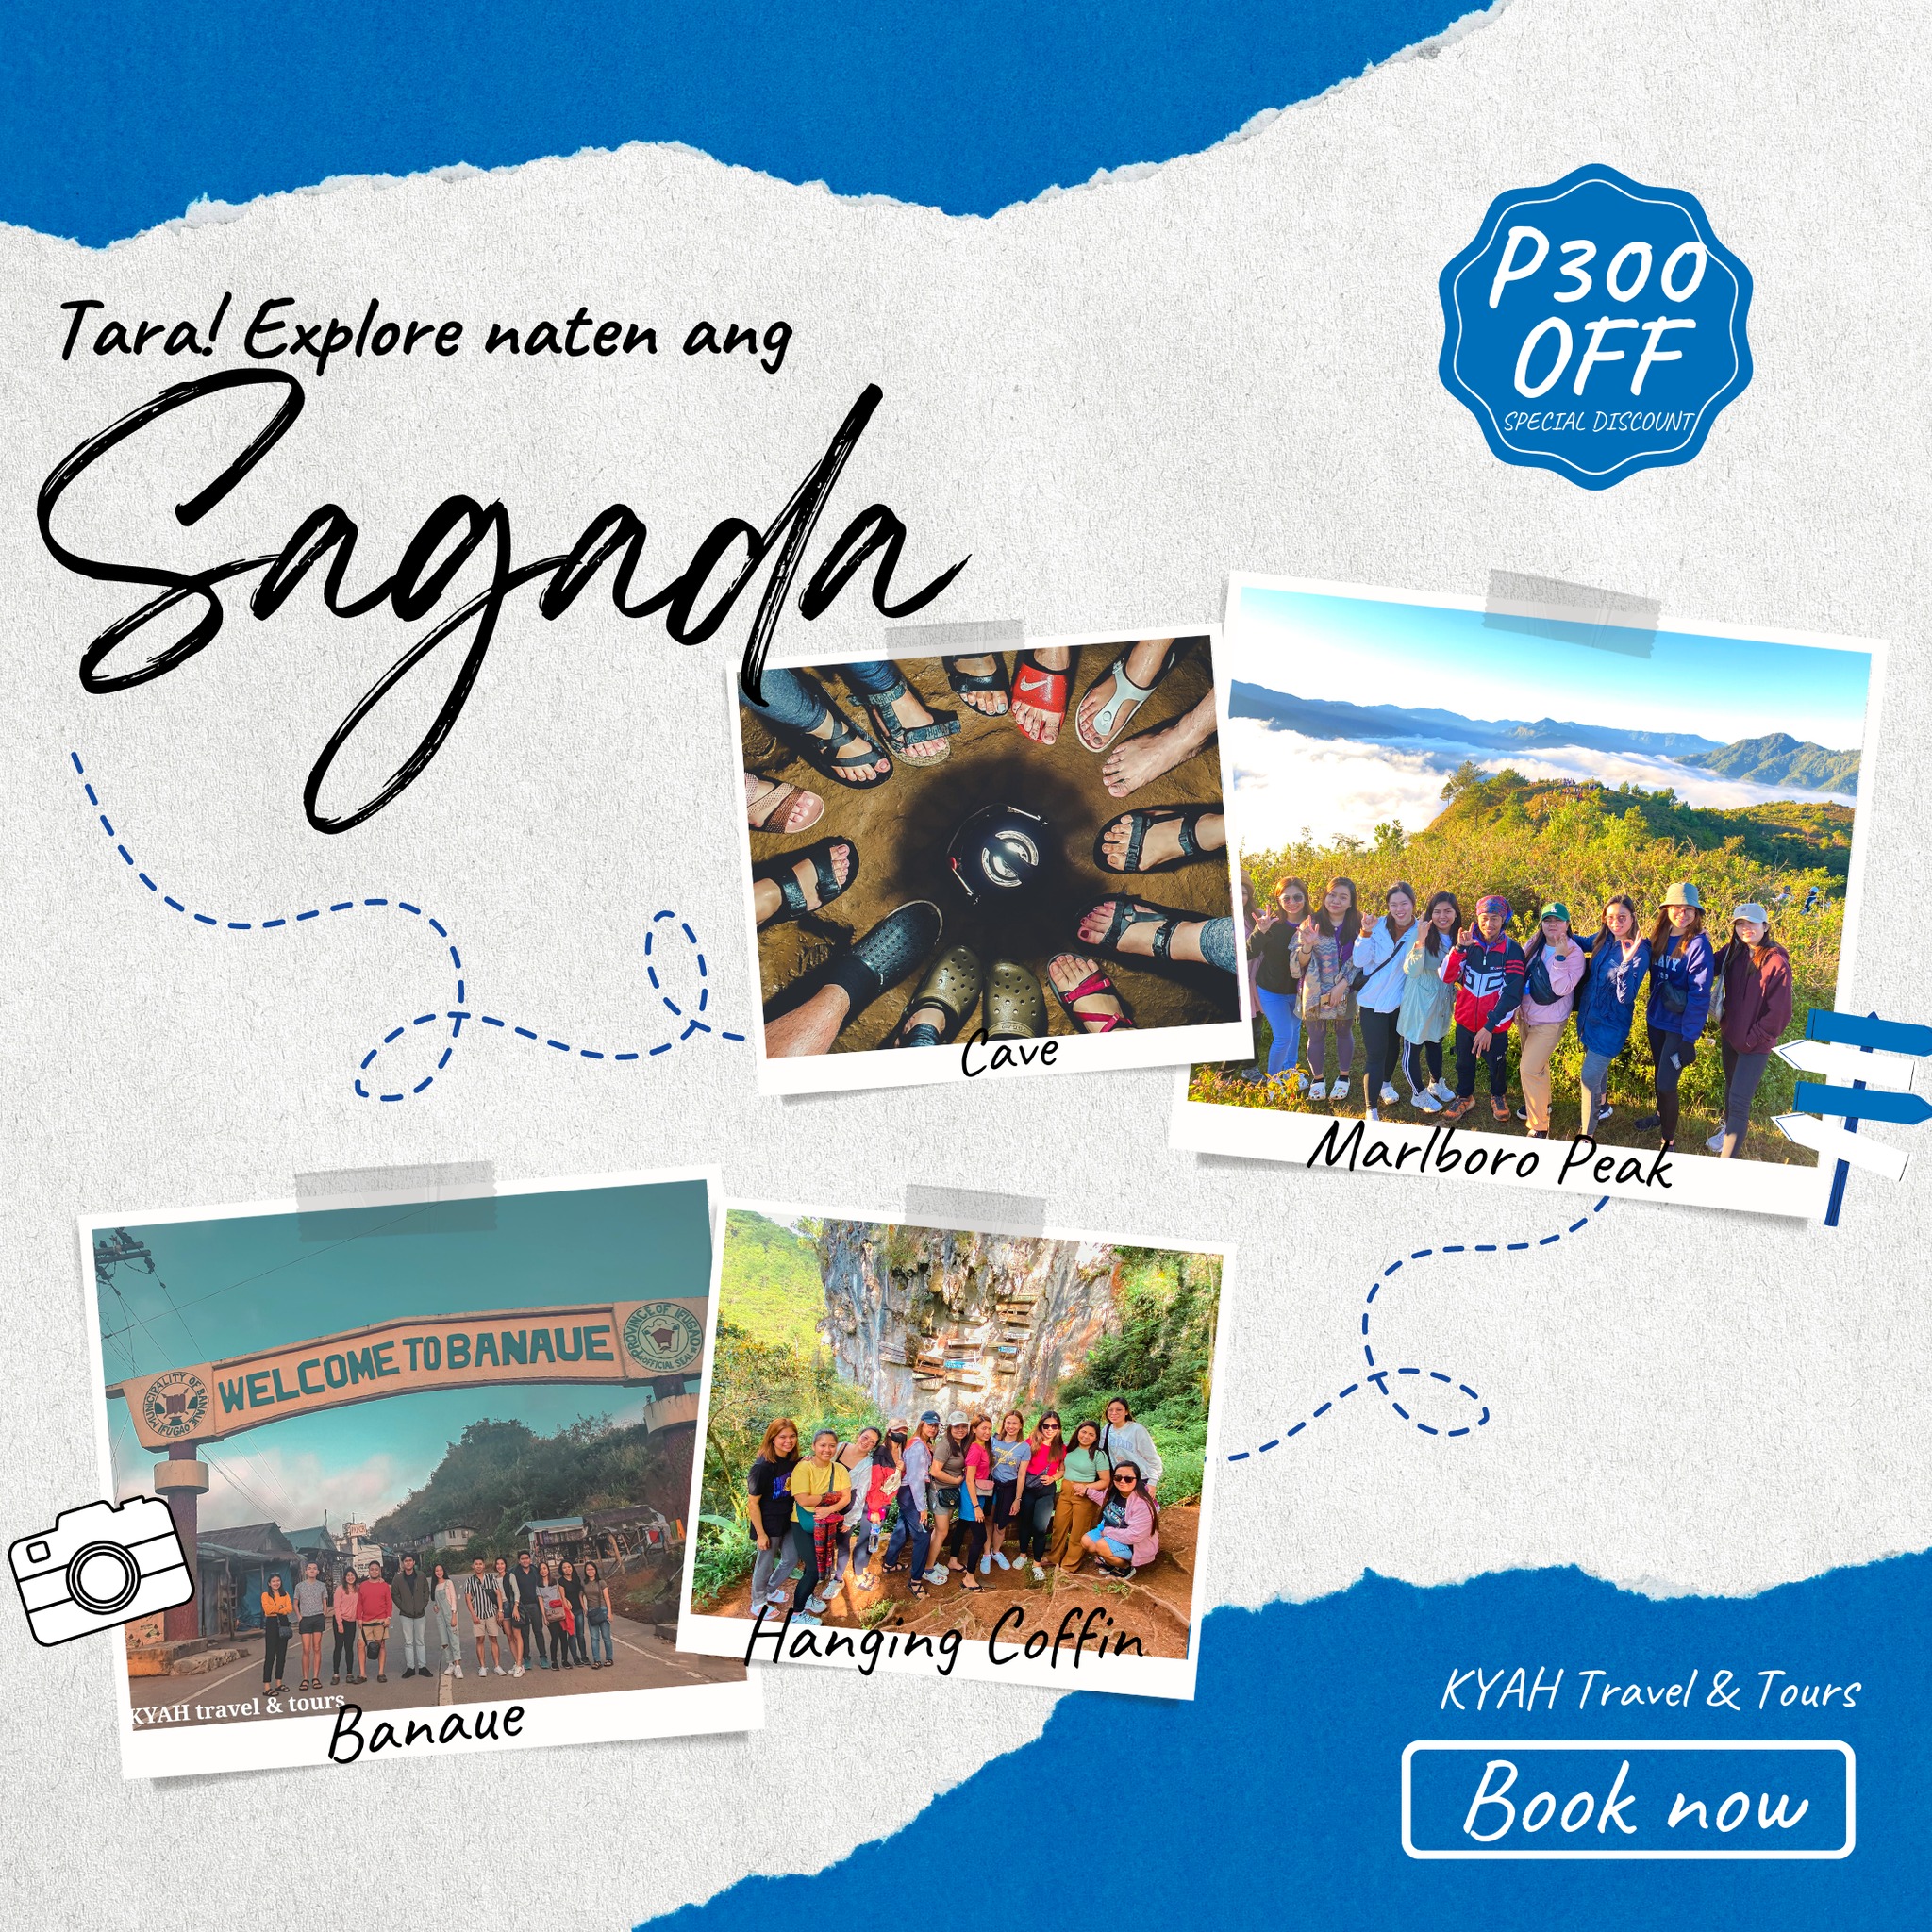 Tara! Explore naten ang
Sagada
P300
OFF
SPECIAL DISCOUNT
Cave
Marlboro Peak
WELCOME TO BANAUE
MUNICIPALITY OF BANAUE
IFUGAO
PROVINCE OF IFUGAO
OFFICIAL SEAL
KYAH travel & tours
Banaue
Hanging Coffin
KYAH Travel & Tours
Book now